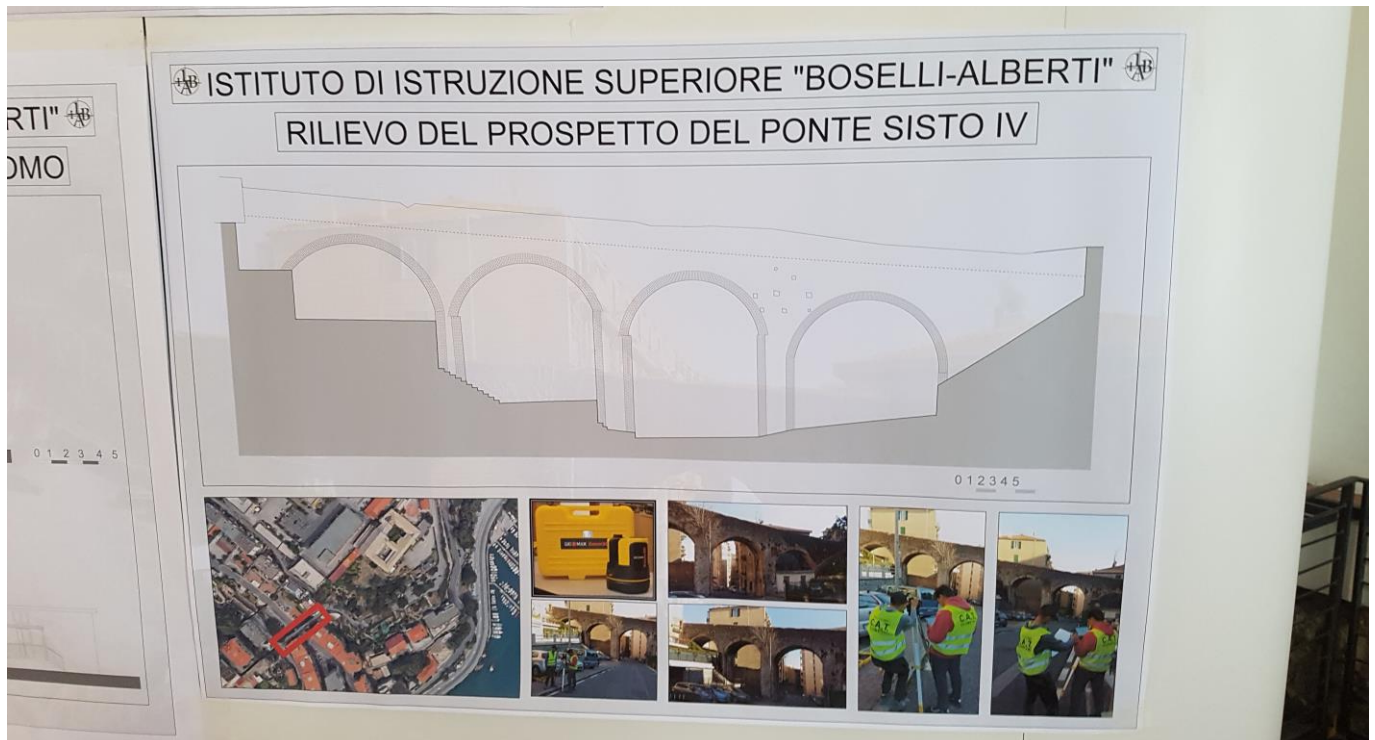 RTI"
OMO
0 1 2 3 4 5
ISTITUTO DI ISTRUZIONE SUPERIORE "BOSELLI-ALBERTI"
RILIEVO DEL PROSPETTO DEL PONTE SISTO IV
0 1 2 3 4 5
C.A.T.
C.A.T.